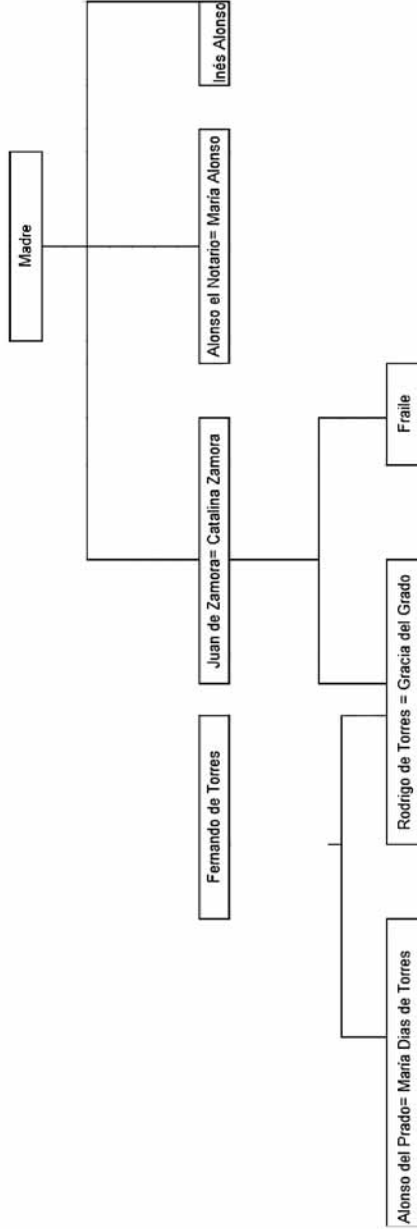 Madre
Fernando de Torres
Juan de Zamora= Catalina Zamora
Alonso el Notario= María Alonso
Inés Alonso
Alonso del Prado= María Dias de Torres
Rodrigo de Torres = Gracia del Grado
Fraile